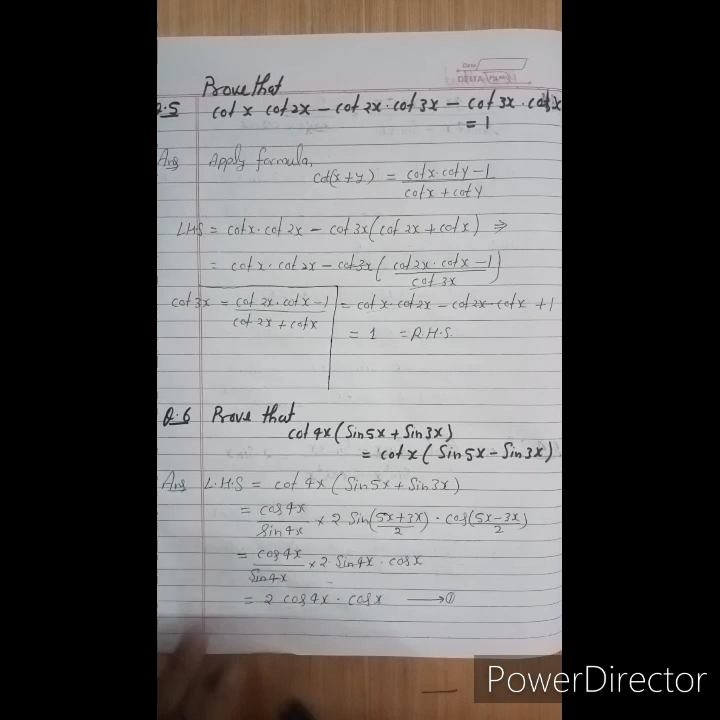 Date
Prove that
Q.5 cot x cot 2x – cot 2x · cot 3x – cot 3x · cot x
= 1
Ans Apply formula, cot(x+y) = (cot x · cot y – 1) / (cot x + cot y)
LHS = cot x · cot 2x – cot 3x (cot 2x + cot x) ⇒
= cot x · cot 2x – cot 3x ( (cot 2x · cot x – 1) / cot 3x )
cot 3x = (cot 2x · cot x – 1) / (cot 2x + cot x)
= cot x · cot 2x – cot 2x · cot x + 1
= 1 = R.H.S.
Q.6 Prove that
cot 4x (Sin 5x + Sin 3x)
= cot x (Sin 5x – Sin 3x)
Ans L.H.S = cot 4x (Sin 5x + Sin 3x)
= cos 4x / Sin 4x × 2 Sin((5x+3x)/2) · cos((5x–3x)/2)
= cos 4x / Sin 4x × 2 Sin 4x · cos x
= 2 cos 4x · cos x ⟶ ①
PowerDirector